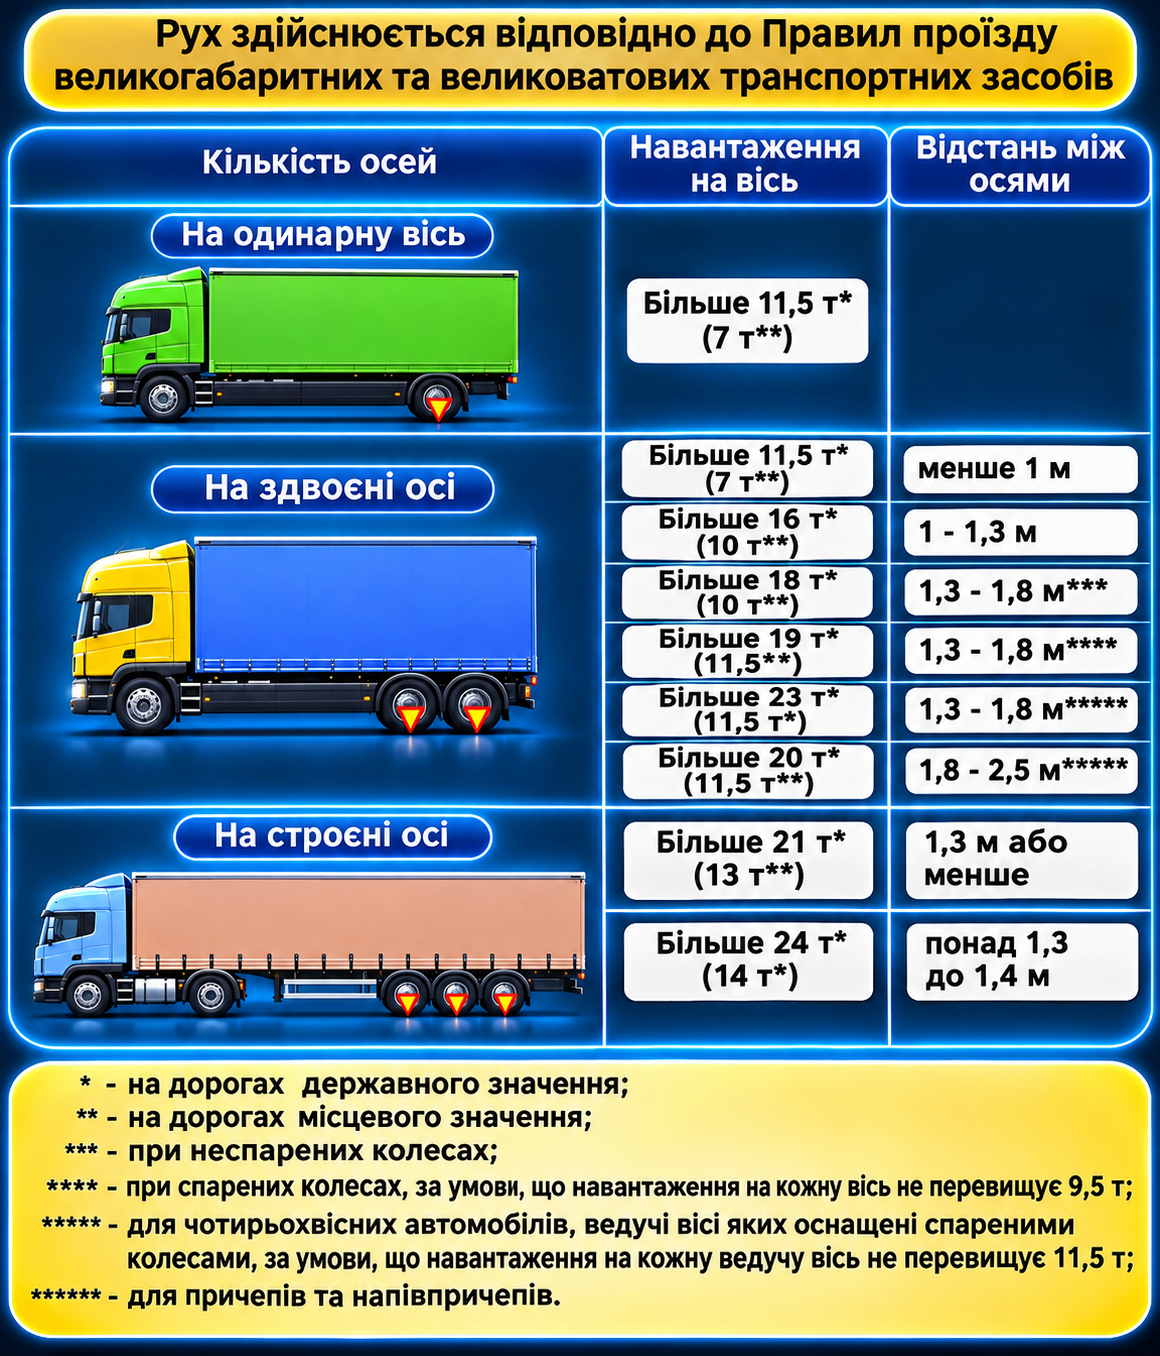 Рух здійснюється відповідно до Правил проїзду
великогабаритних та великоватових транспортних засобів
Кількість осей
Навантаження
на вісь
Відстань між
осями
На одинарну вісь
Більше 11,5 т*
(7 т**)
На здвоєні осі
Більше 11,5 т*
(7 т**)
менше 1 м
Більше 16 т*
(10 т**)
1 - 1,3 м
Більше 18 т*
(10 т**)
1,3 - 1,8 м***
Більше 19 т*
(11,5**)
1,3 - 1,8 м****
Більше 23 т*
(11,5 т*)
1,3 - 1,8 м*****
Більше 20 т*
(11,5 т**)
1,8 - 2,5 м*****
На строєні осі
Більше 21 т*
(13 т**)
1,3 м або
менше
Більше 24 т*
(14 т*)
понад 1,3
до 1,4 м
* - на дорогах державного значення;
** - на дорогах місцевого значення;
*** - при неспарених колесах;
**** - при спарених колесах, за умови, що навантаження на кожну вісь не перевищує 9,5 т;
***** - для чотирьохвісних автомобілів, ведучі вісі яких оснащені спареними
колесами, за умови, що навантаження на кожну ведучу вісь не перевищує 11,5 т;
****** - для причепів та напівпричепів.